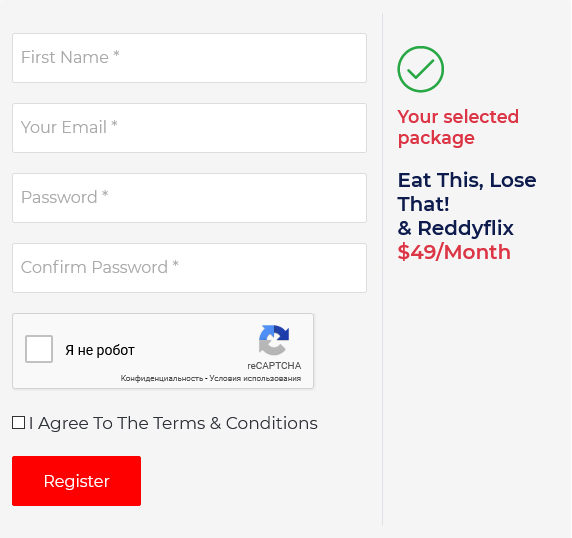 First Name *
Your Email *
Password *
Confirm Password *
Я не робот
reCAPTCHA
Конфиденциальность - Условия использования
I Agree To The Terms & Conditions
Register
Your selected
package
Eat This, Lose
That!
& Reddyflix
$49/Month